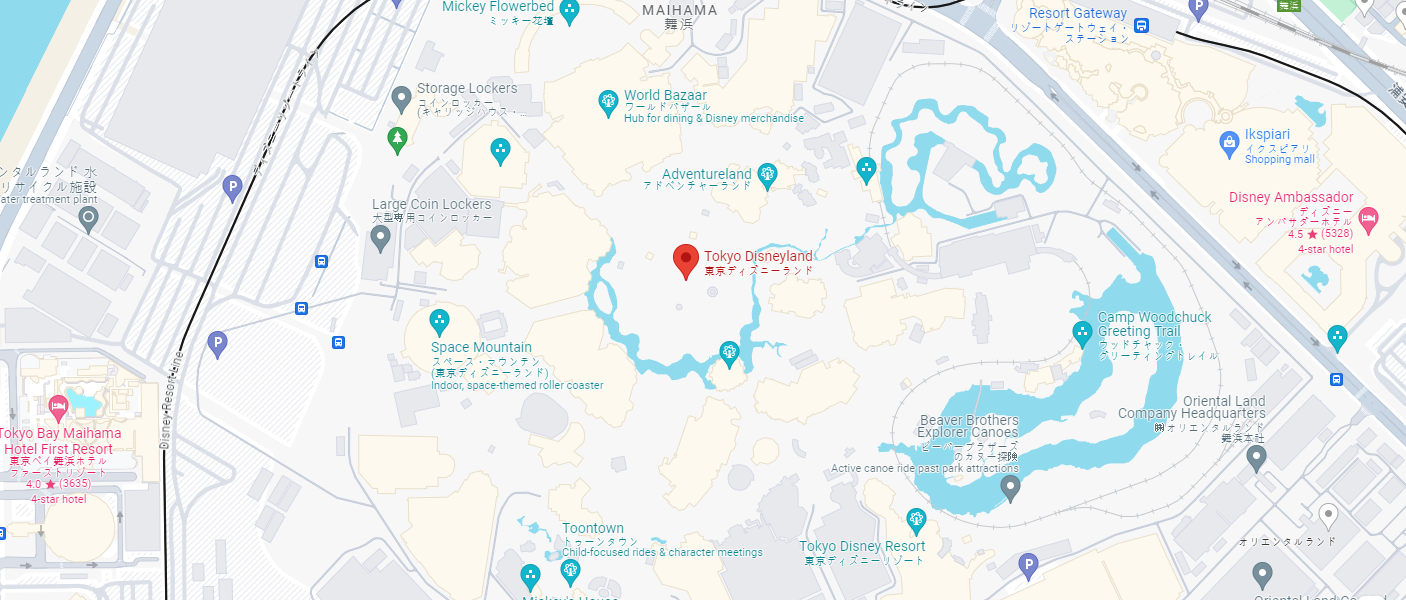 Mickey Flowerbed
ミッキー花壇
MAIHAMA
舞浜
Resort Gateway
リゾートゲートウェイ・
ステーション
舞浜
Storage Lockers
コインロッカー
(キャリッジハウス・...
World Bazaar
ワールドバザール
Hub for dining & Disney merchandise
Ikspiari
イクスピアリ
Shopping mall
Adventureland
アドベンチャーランド
ンタルランド 水
リサイクル施設
ater treatment plant
P
P
P
P
Large Coin Lockers
大型専用コインロッカー
Disney Ambassador
ディズニー
アンバサダーホテル
4.5 ★ (5328)
4-star hotel
Tokyo Disneyland
東京ディズニーランド
Space Mountain
スペース・マウンテン
(東京ディズニーランド)
Indoor, space-themed roller coaster
Camp Woodchuck
Greeting Trail
ウッドチャック・
グリーティングトレイル
Disney Resort Line
Oriental Land
Company Headquarters
㈱オリエンタルランド
舞浜本社
Beaver Brothers
Explorer Canoes
ビーバーブラザーズ
のカヌー探険
Active canoe ride past park attractions
Tokyo Bay Maihama
Hotel First Resort
東京ベイ舞浜ホテル
ファーストリゾート
4.0 ★ (3635)
4-star hotel
Toontown
トゥーンタウン
Child-focused rides & character meetings
Tokyo Disney Resort
東京ディズニーリゾート
オリエンタルランド
Mickey's House